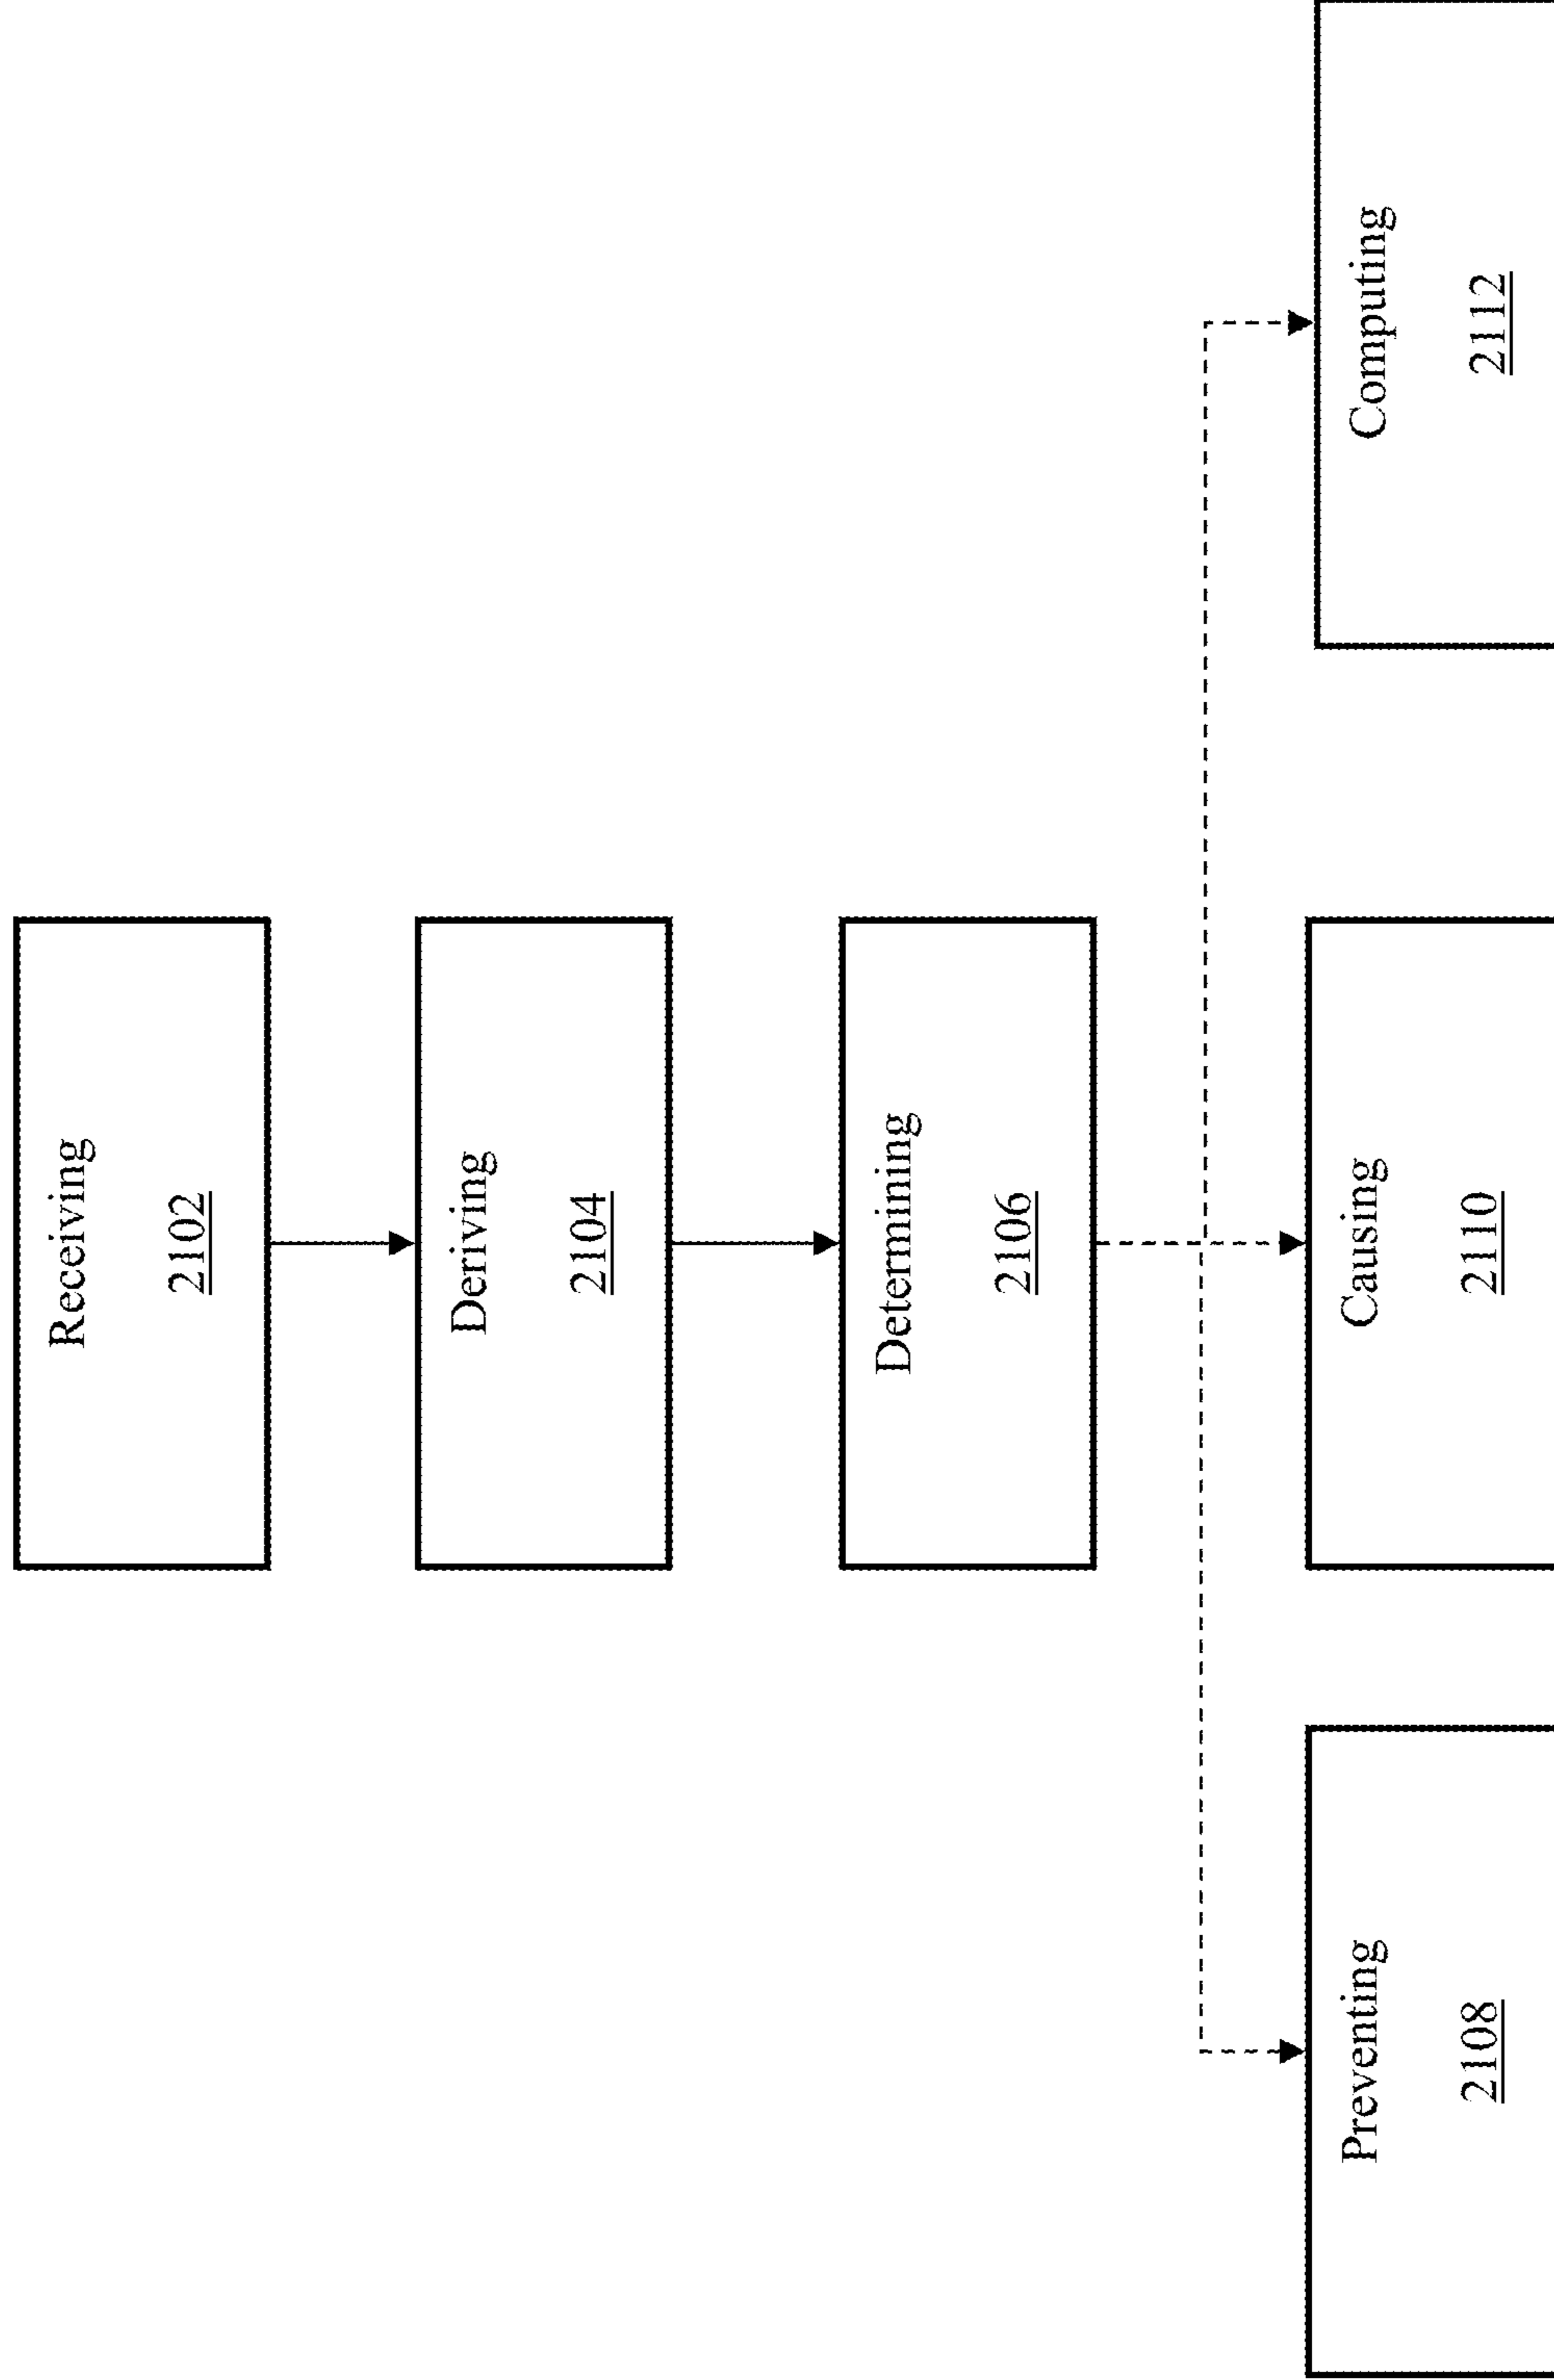 Receiving
2102
Deriving
2104
Determining
2106
Preventing
2108
Causing
2110
Computing
2112